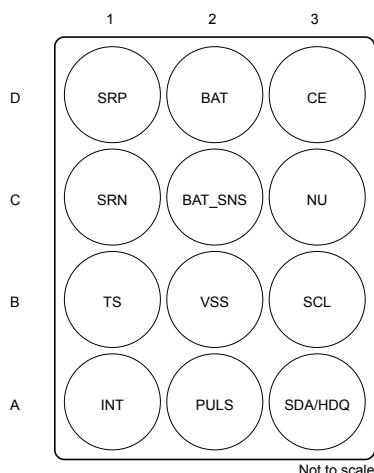 1 2 3
D SRP BAT CE
C SRN BAT_SNS NU
B TS VSS SCL
A INT PULS SDA/HDQ
Not to scale